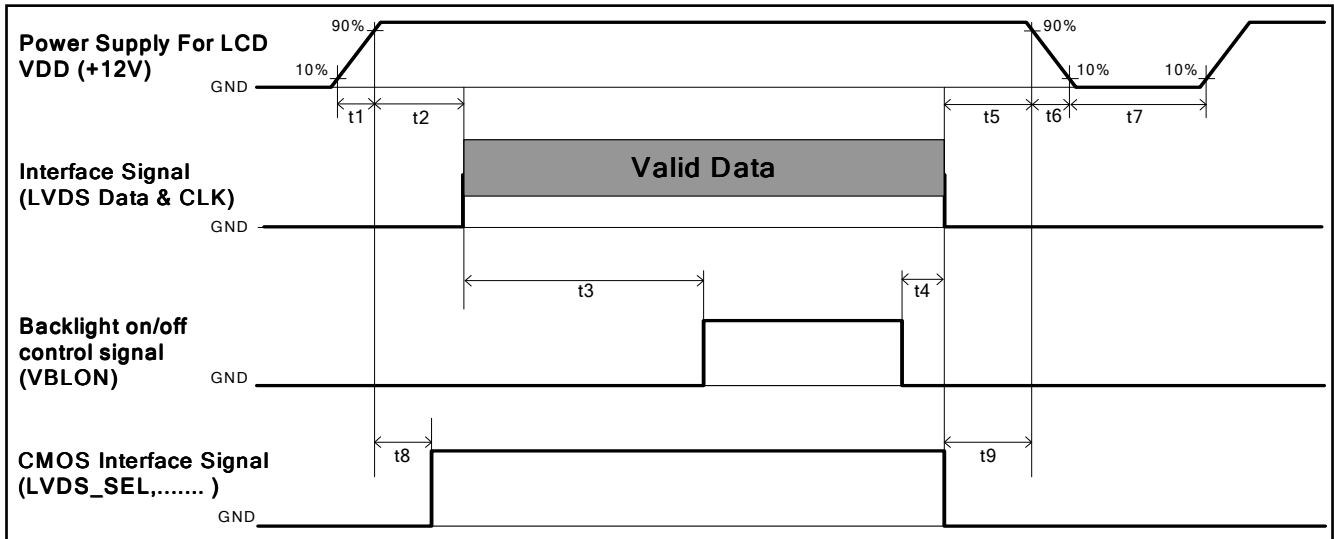 Power Supply For LCD
VDD (+12V)
90%
10%
GND
t1
t2
90%
10%
10%
t5
t6
t7
Interface Signal
(LVDS Data & CLK)
GND
Valid Data
t3
t4
Backlight on/off
control signal
(VBLON)
GND
t8
t9
CMOS Interface Signal
(LVDS_SEL,....... )
GND